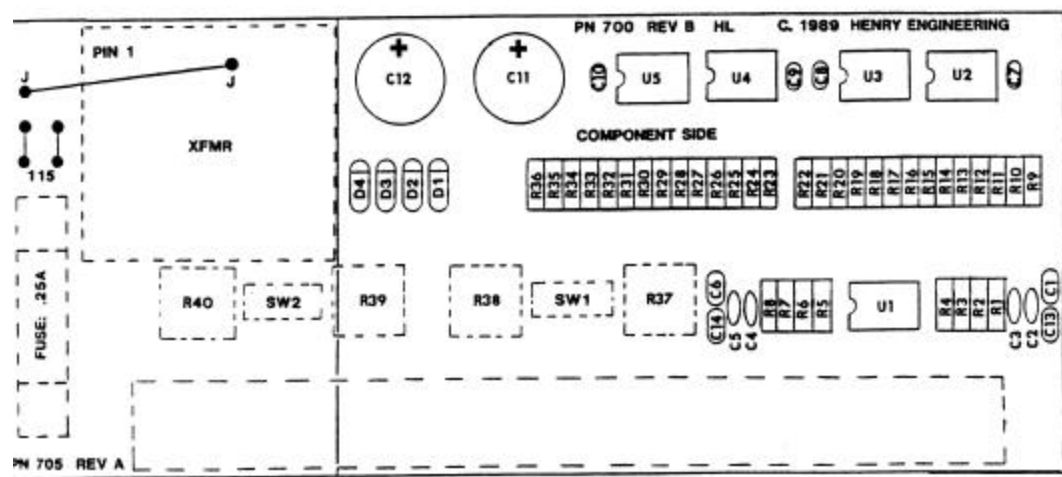 PN 700 REV B HL C. 1989 HENRY ENGINEERING
PIN 1
J
J
C12
C11
C10
U5
U4
C9
C8
U3
U2
C7
COMPONENT SIDE
XFMR
115
D4 D3 D2 D1
R36 R35 R34 R33 R32 R31 R30 R29 R28 R27 R26 R25 R24 R23
R22 R21 R20 R19 R18 R17 R16 R15 R14 R13 R12 R11 R10 R9
FUSE: .25A
R40
SW2
R39
R38
SW1
R37
C6
C14
C5
C4
R8 R7 R6 R5
U1
R4 R3 R2 R1
C3
C2
C1
C13
PN 705 REV A